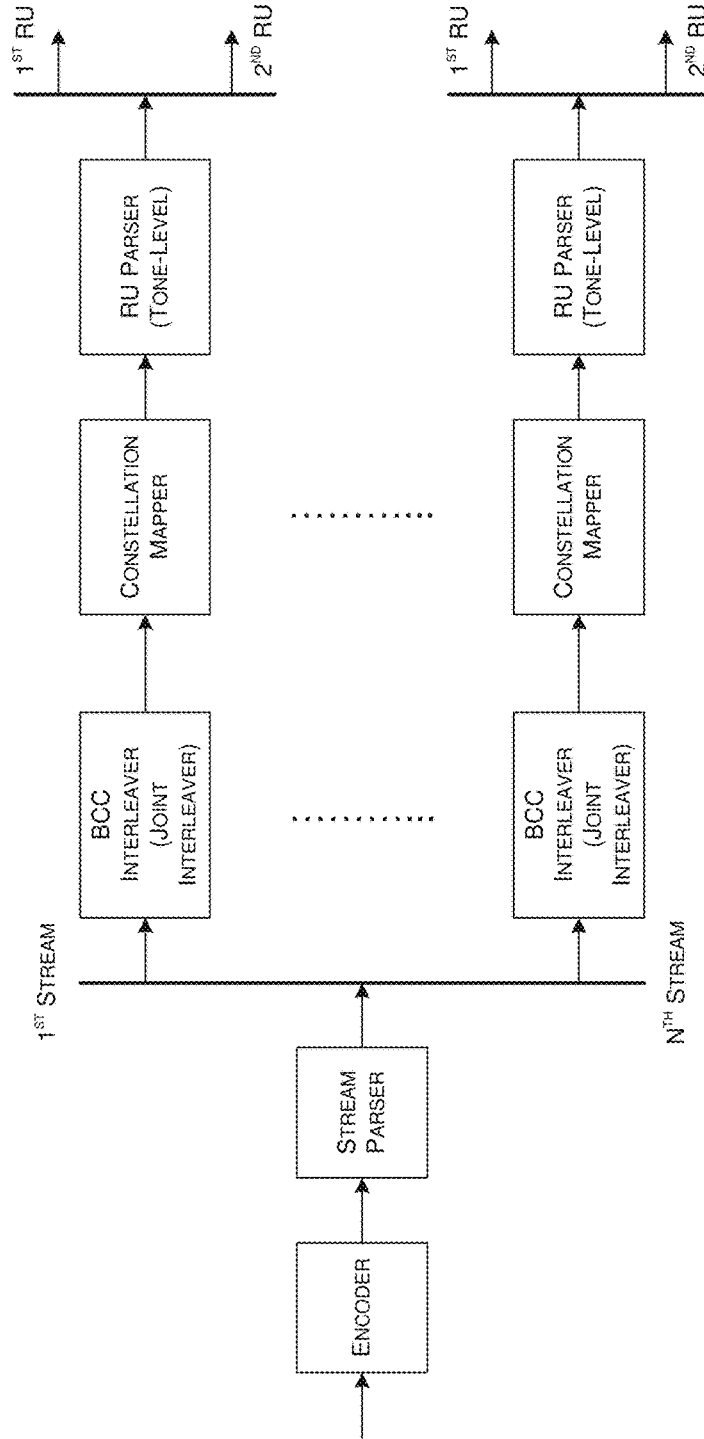 ENCODER
STREAM
PARSER
1ST STREAM
NTH STREAM
BCC
INTERLEAVER
(JOINT
INTERLEAVER)
CONSTELLATION
MAPPER
RU PARSER
(TONE-LEVEL)
1ST RU
2ND RU
BCC
INTERLEAVER
(JOINT
INTERLEAVER)
CONSTELLATION
MAPPER
RU PARSER
(TONE-LEVEL)
1ST RU
2ND RU